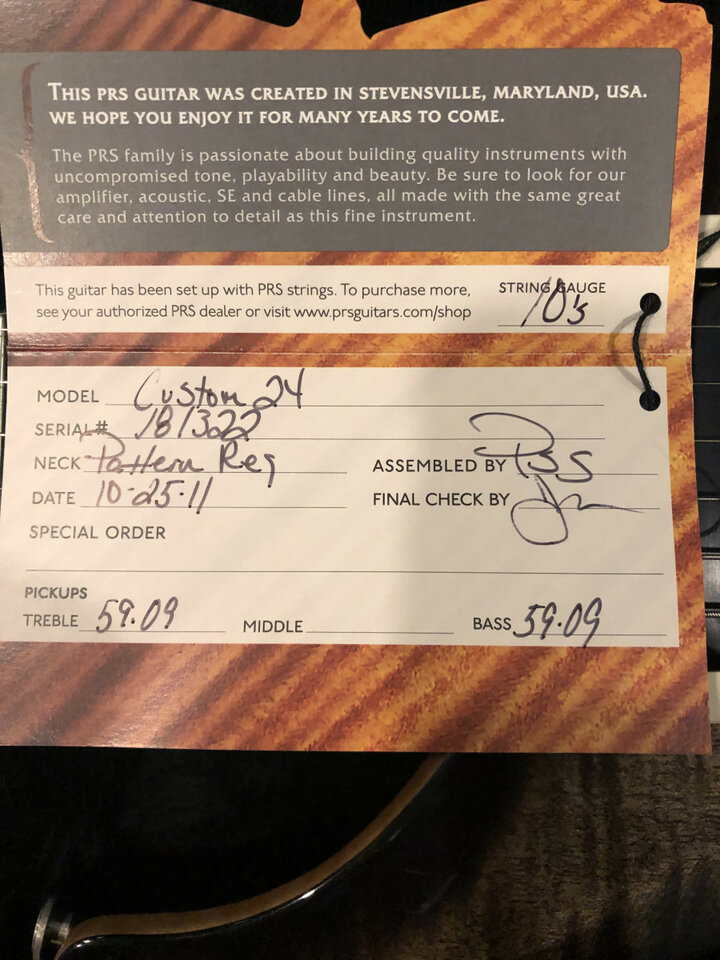 THIS PRS GUITAR WAS CREATED IN STEVENSVILLE, MARYLAND, USA.
WE HOPE YOU ENJOY IT FOR MANY YEARS TO COME.
The PRS family is passionate about building quality instruments with
uncompromised tone, playability and beauty. Be sure to look for our
amplifier, acoustic, SE and cable lines, all made with the same great
care and attention to detail as this fine instrument.
This guitar has been set up with PRS strings. To purchase more,
see your authorized PRS dealer or visit www.prsguitars.com/shop
STRING GAUGE
10's
MODEL Custom 24
SERIAL# 181322
NECK Pattern Reg
ASSEMBLED BY
DATE 10-25-11
FINAL CHECK BY
SPECIAL ORDER
PICKUPS
TREBLE 59.09 MIDDLE BASS 59.09